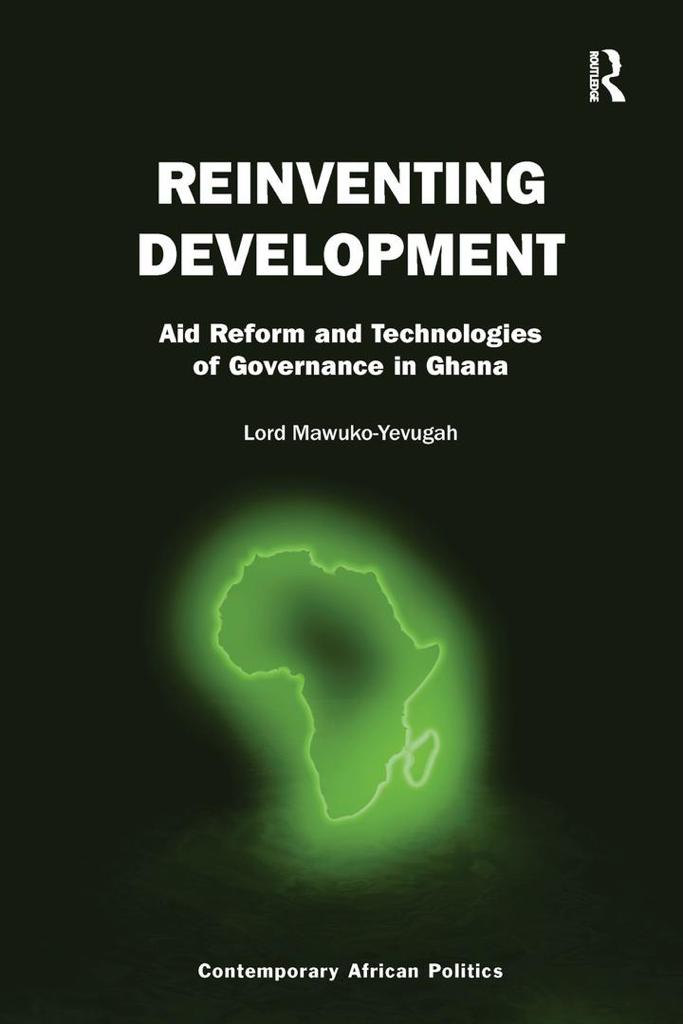 ROUTLEDGE
REINVENTING
DEVELOPMENT
Aid Reform and Technologies
of Governance in Ghana
Lord Mawuko-Yevugah
Contemporary African Politics